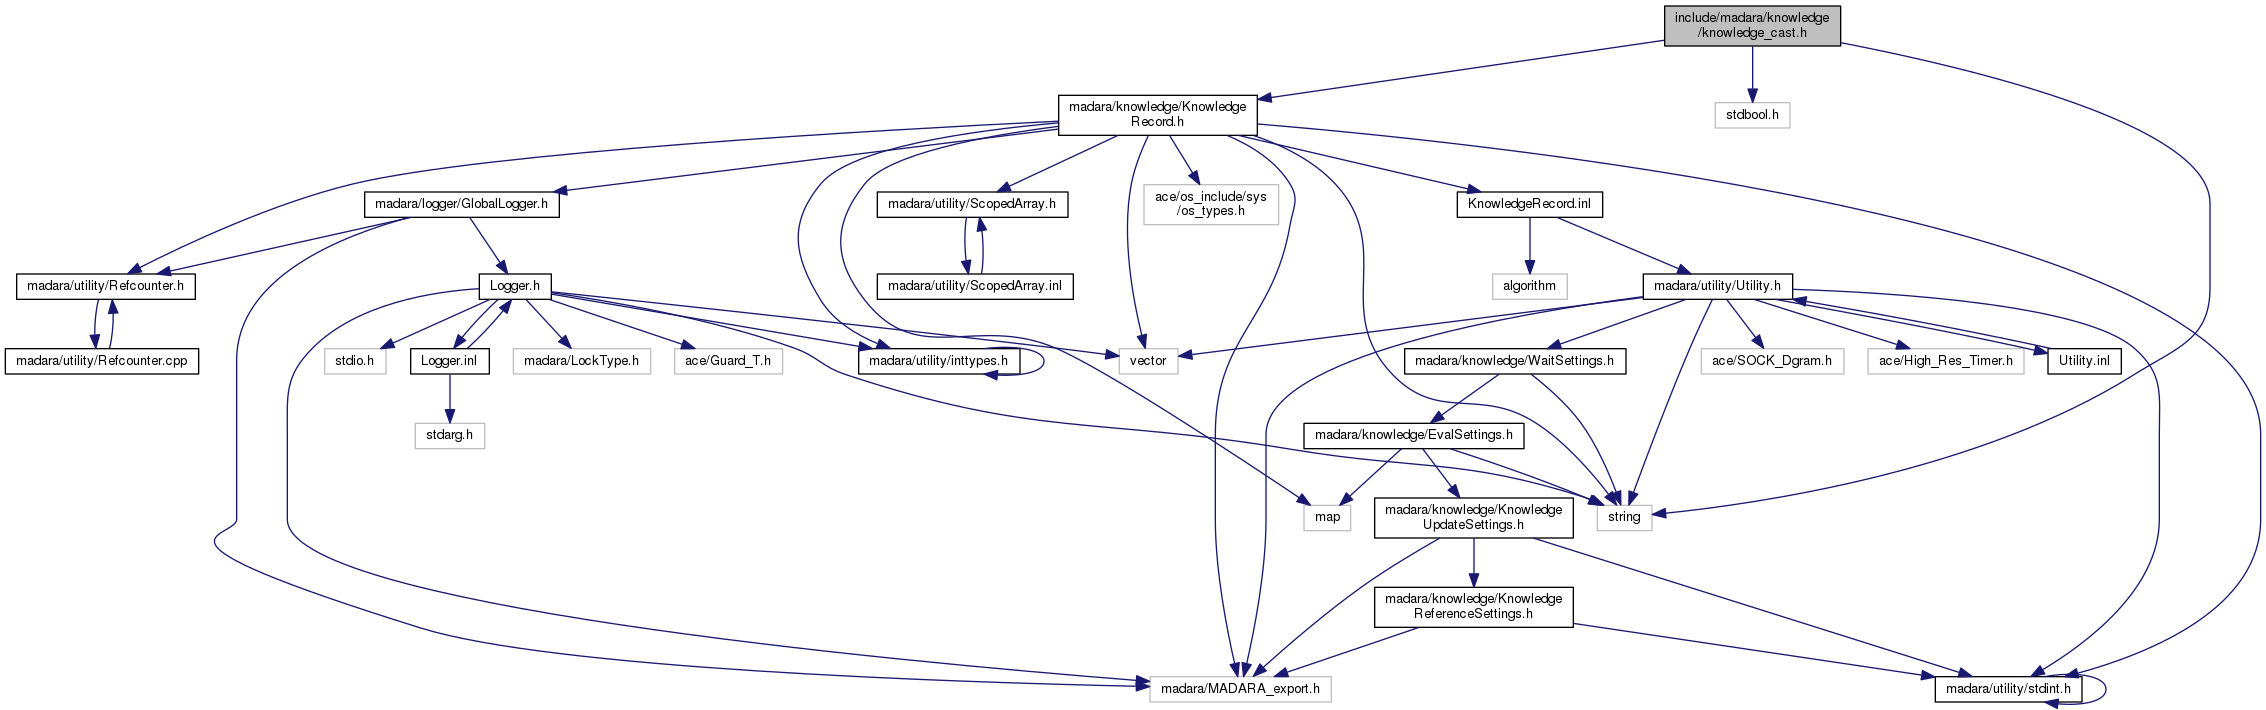 include/madara/knowledge
/knowledge_cast.h
madara/knowledge/Knowledge
Record.h
stdbool.h
madara/logger/GlobalLogger.h
madara/utility/ScopedArray.h
ace/os_include/sys
/os_types.h
KnowledgeRecord.inl
madara/utility/Refcounter.h
Logger.h
madara/utility/ScopedArray.inl
algorithm
madara/utility/Utility.h
madara/utility/Refcounter.cpp
stdio.h
Logger.inl
madara/LockType.h
ace/Guard_T.h
madara/utility/inttypes.h
vector
madara/knowledge/WaitSettings.h
ace/SOCK_Dgram.h
ace/High_Res_Timer.h
Utility.inl
stdarg.h
madara/knowledge/EvalSettings.h
map
madara/knowledge/Knowledge
UpdateSettings.h
string
madara/knowledge/Knowledge
ReferenceSettings.h
madara/MADARA_export.h
madara/utility/stdint.h